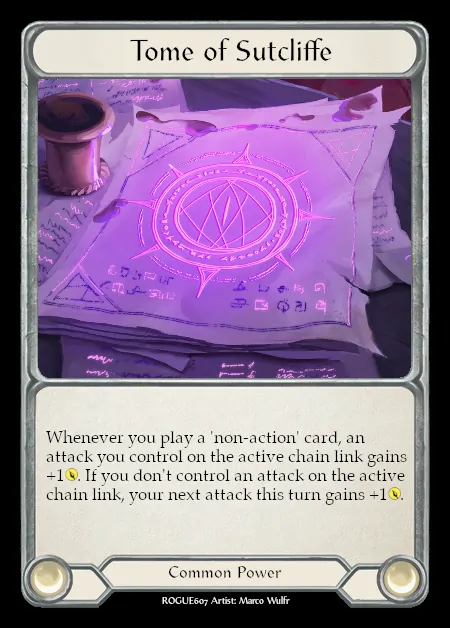 Tome of Sutcliffe
Whenever you play a 'non-action' card, an
attack you control on the active chain link gains
+1. If you don't control an attack on the active
chain link, your next attack this turn gains +1.
Common Power
ROGUE607 Artist: Marco Wulfr